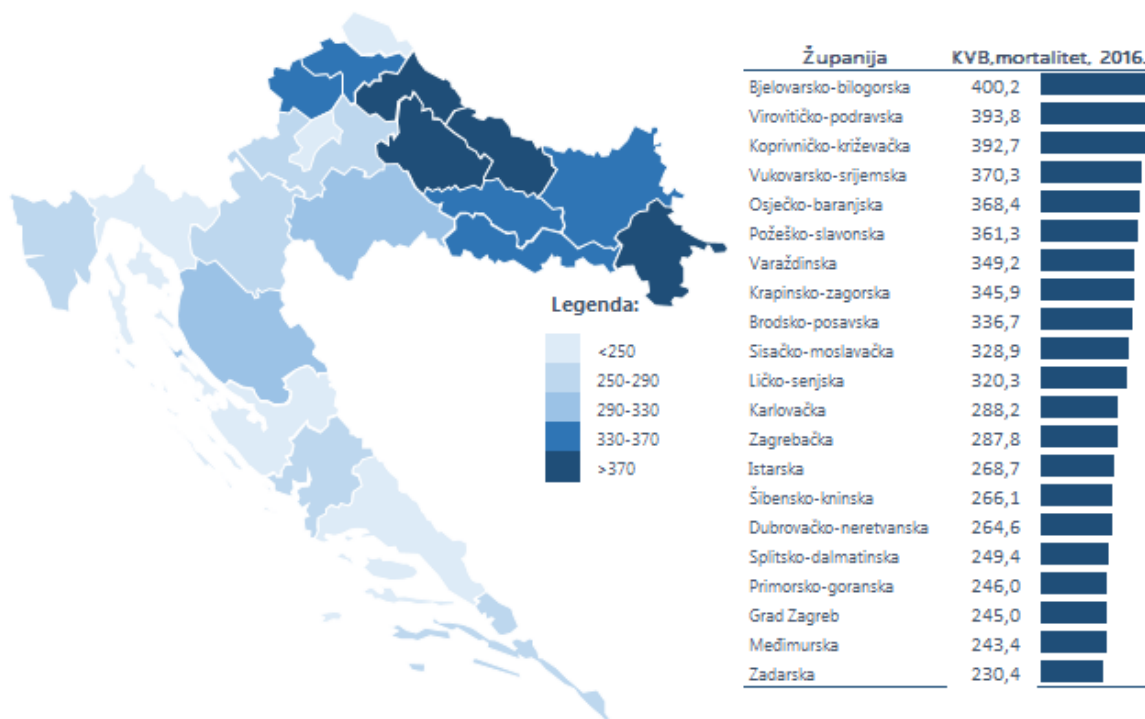 Županija KVB,mortalitet, 2016.
Bjelovarsko-bilogorska 400,2
Virovitičko-podravska 393,8
Koprivničko-križevačka 392,7
Vukovarsko-srijemska 370,3
Osječko-baranjska 368,4
Požeško-slavonska 361,3
Varaždinska 349,2
Krapinsko-zagorska 345,9
Brodsko-posavska 336,7
Sisačko-moslavačka 328,9
Ličko-senjska 320,3
Karlovačka 288,2
Zagrebačka 287,8
Istarska 268,7
Šibensko-kninska 266,1
Dubrovačko-neretvanska 264,6
Splitsko-dalmatinska 249,4
Primorsko-goranska 246,0
Grad Zagreb 245,0
Međimurska 243,4
Zadarska 230,4
Legenda:
<250
250-290
290-330
330-370
>370